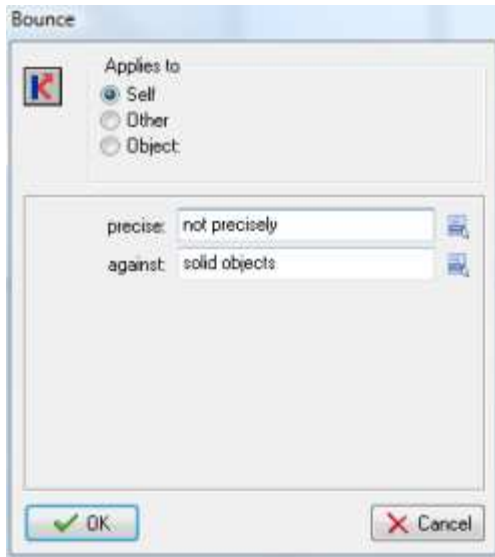 Bounce
Applies to
Self
Other
Object:
precise: not precisely
against: solid objects
OK
Cancel